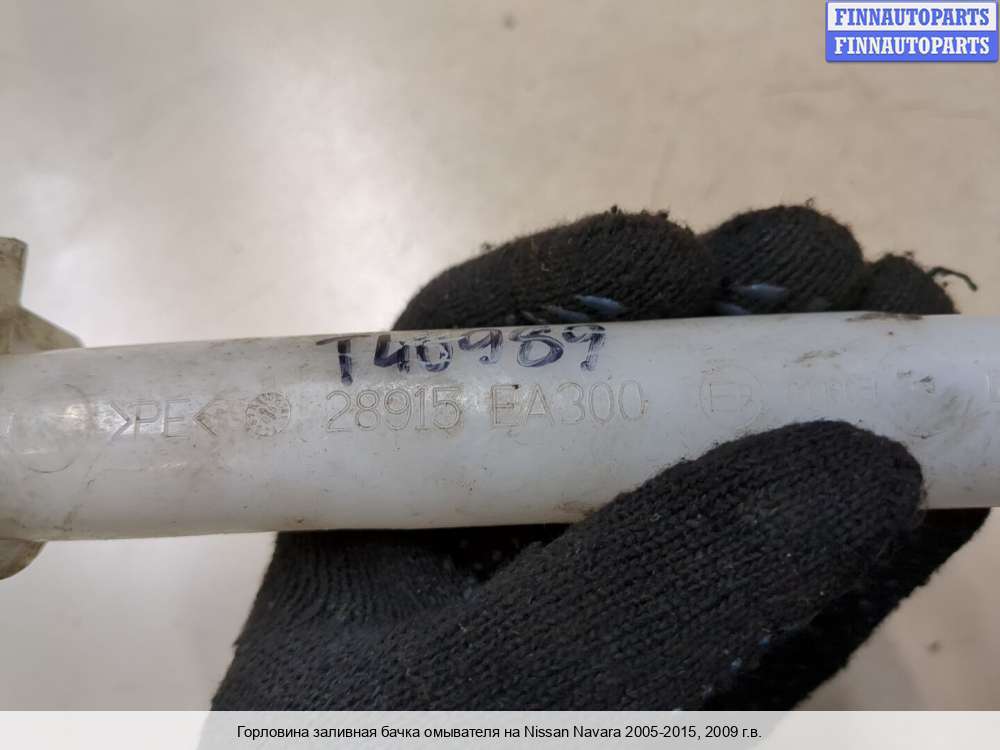 FINNAUTOPARTS
FINNAUTOPARTS
T40989
>PE< 28915 EA300
Горловина заливная бачка омывателя на Nissan Navara 2005-2015, 2009 г.в.